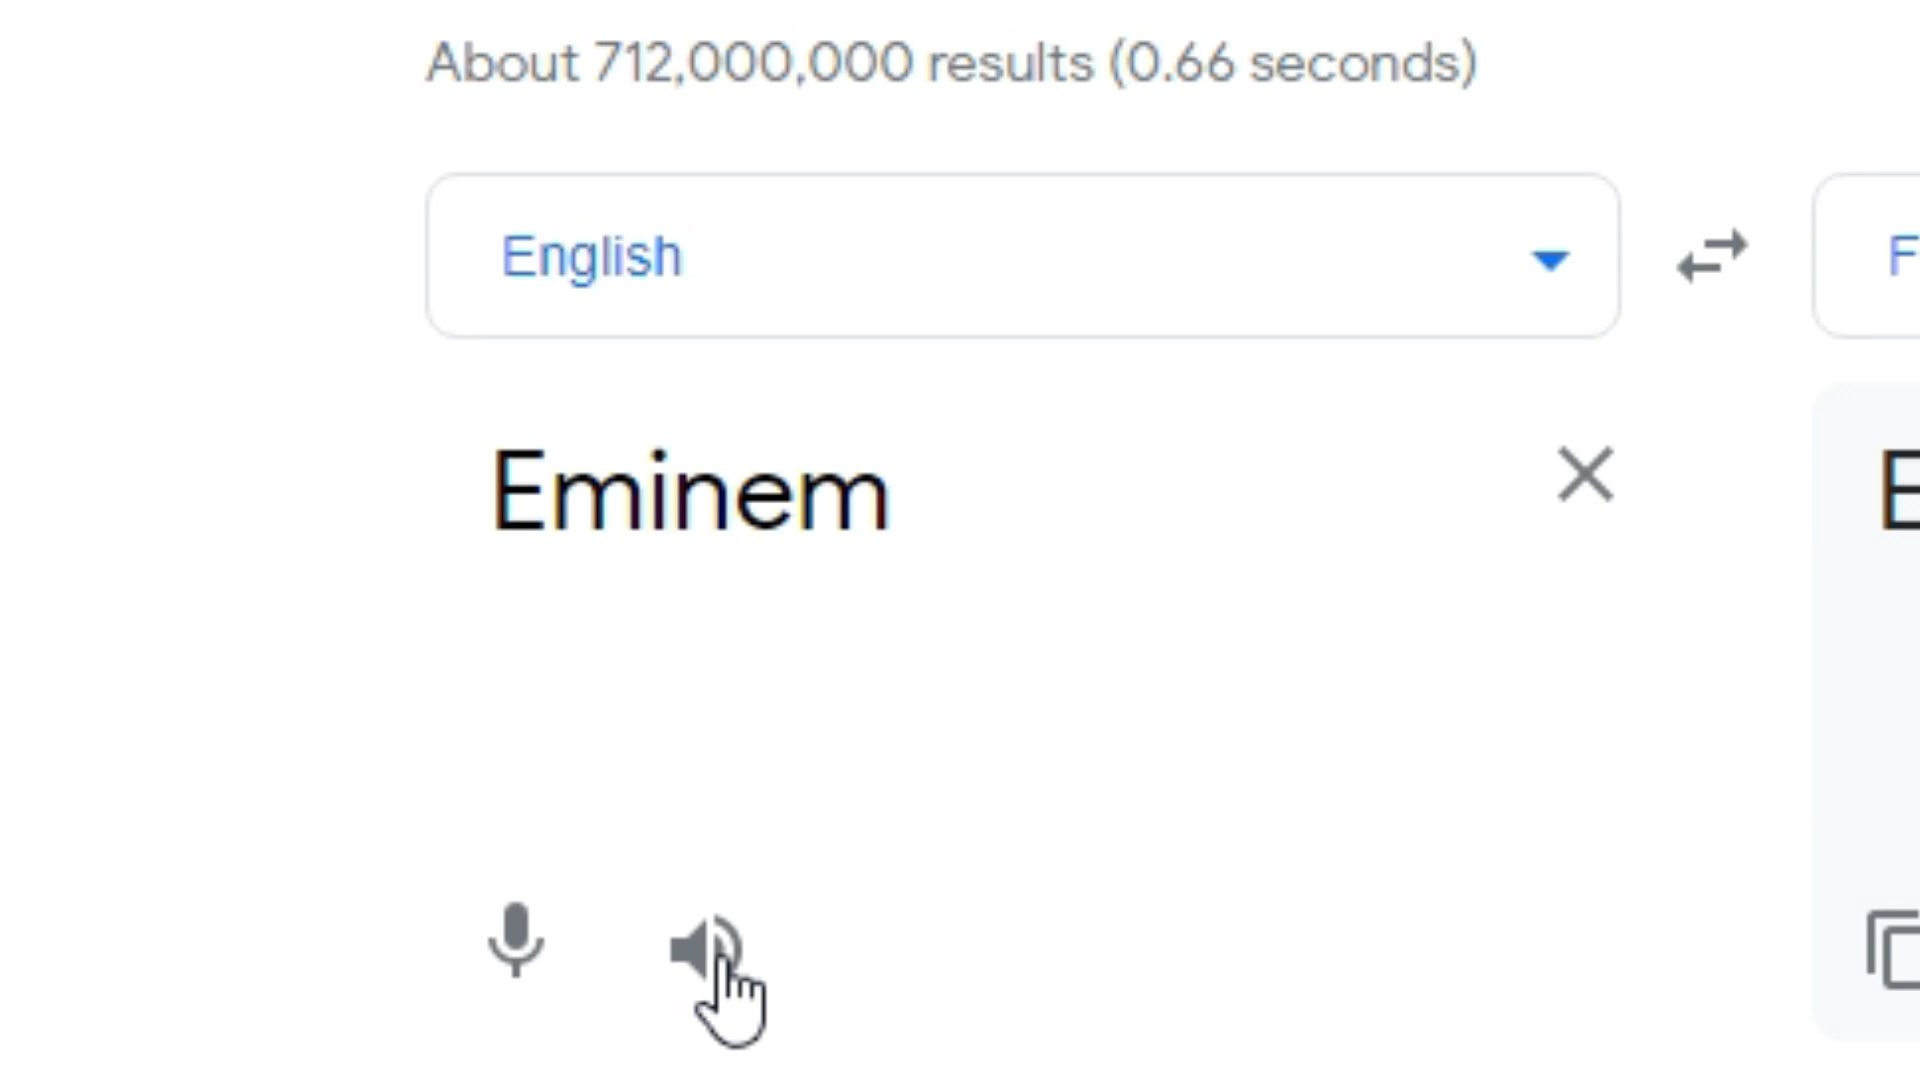 About 712,000,000 results (0.66 seconds)
English
Eminem